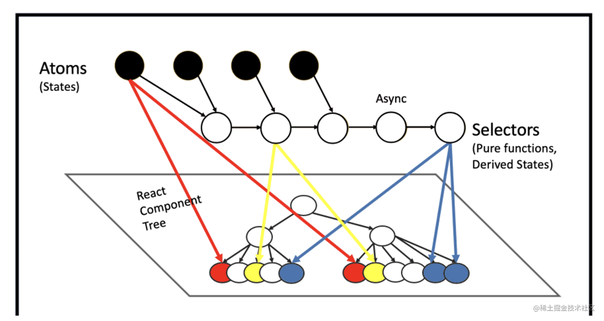 Atoms
(States)
Async
Selectors
(Pure functions,
Derived States)
React
Component
Tree
@稀土掘金技术社区